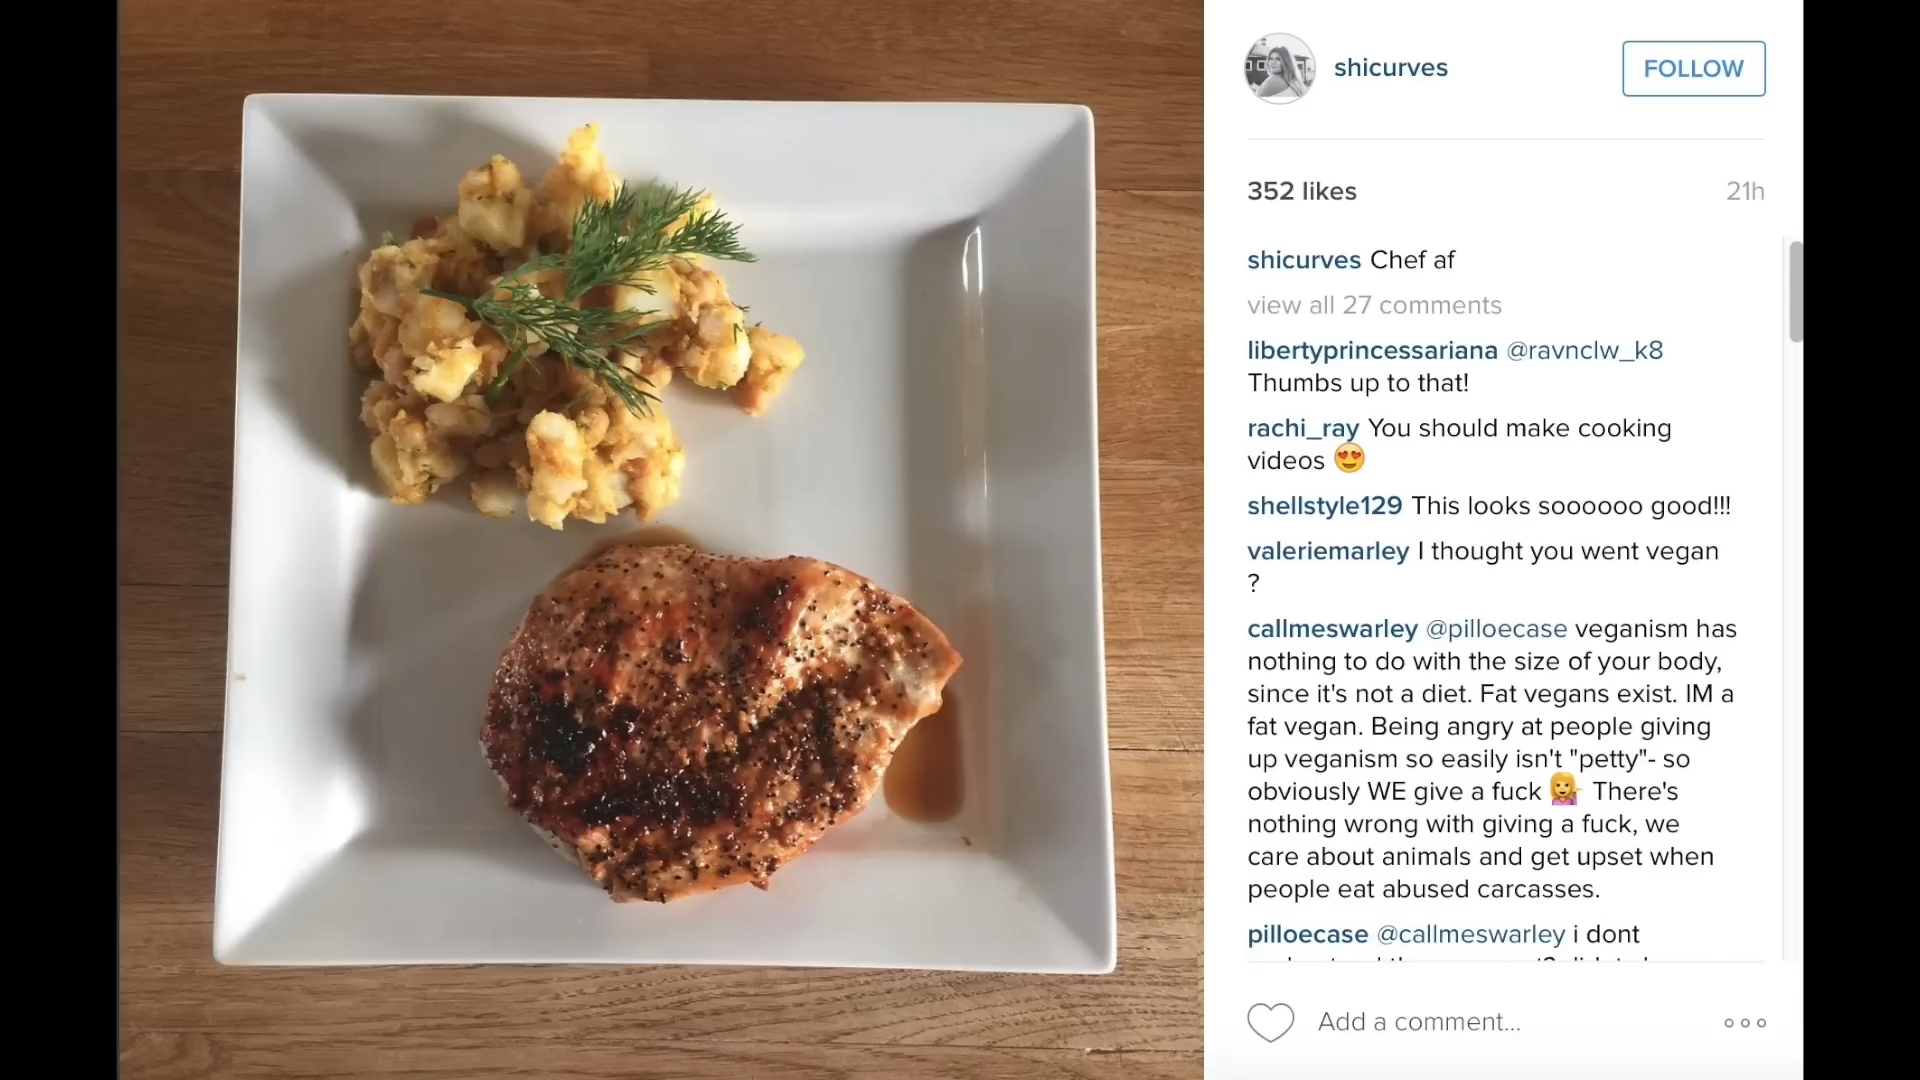 shicurves
FOLLOW
352 likes
21h
shicurves Chef af
view all 27 comments
libertyprincessariana @ravnclw_k8
Thumbs up to that!
rachi_ray You should make cooking
videos 😍
shellstyle129 This looks soooooo good!!!
valeriemarley I thought you went vegan
?
callmeswarley @pilloecase veganism has
nothing to do with the size of your body,
since it's not a diet. Fat vegans exist. IM a
fat vegan. Being angry at people giving
up veganism so easily isn't "petty"- so
obviously WE give a fuck 💁 There's
nothing wrong with giving a fuck, we
care about animals and get upset when
people eat abused carcasses.
pilloecase @callmeswarley i dont
Add a comment...